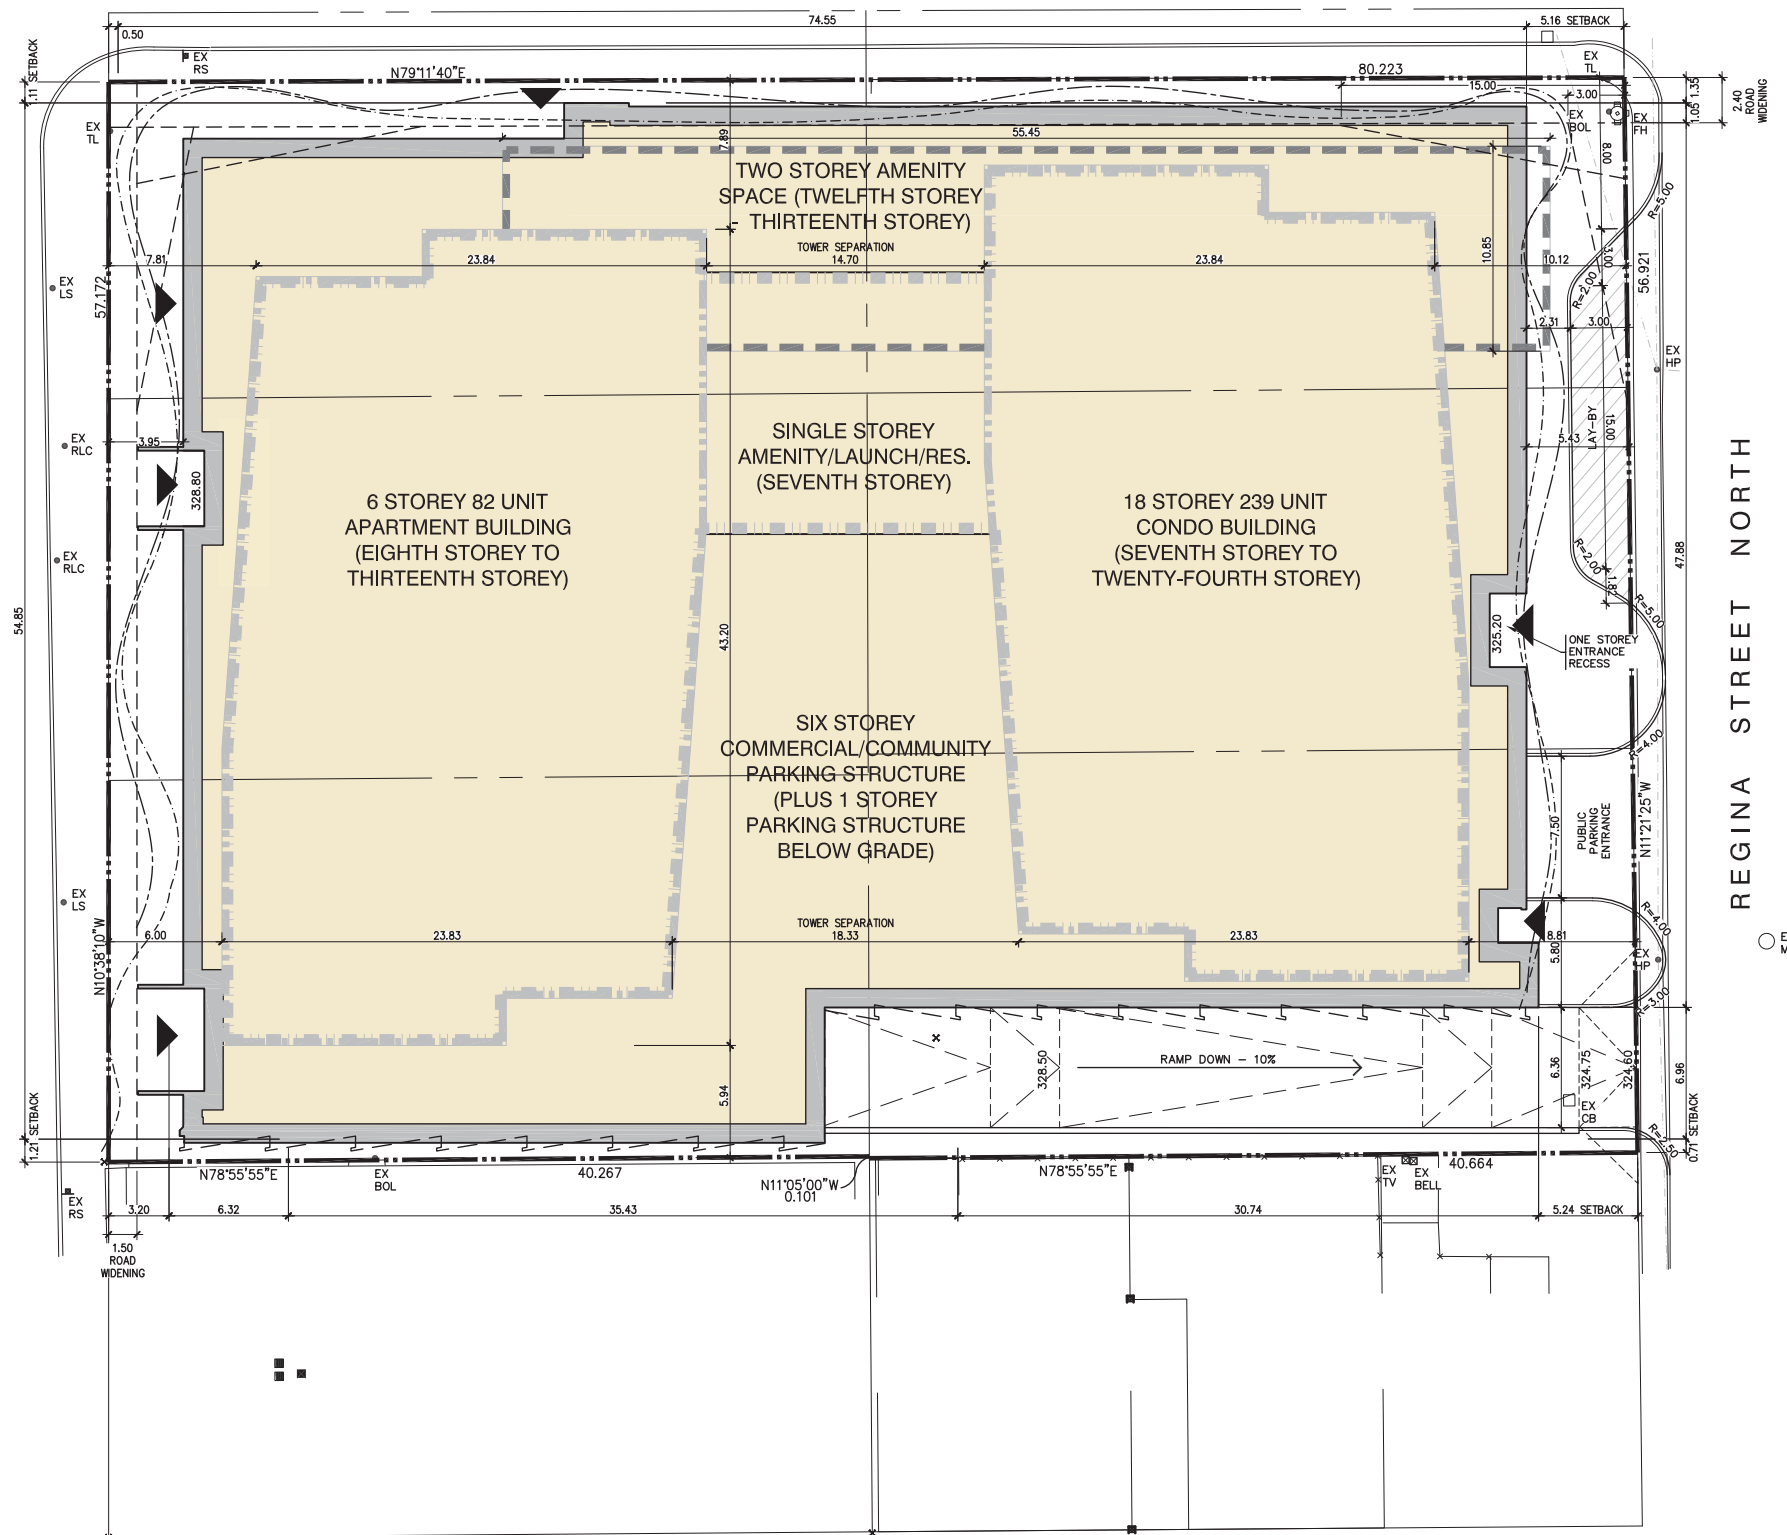 74.55
5.16 SETBACK
0.50
1.11 SETBACK
EX
RS
N79°11'40"E
80.223
EX
TL
15.00
3.00
1.35
1.05
2.40
ROAD
WIDENING
EX
TL
EX
BOL
EX
FH
7.89
55.45
8.00
TWO STOREY AMENITY
SPACE (TWELFTH STOREY
THIRTEENTH STOREY)
R=5.00
TOWER SEPARATION
7.81
23.84
14.70
23.84
10.85
10.12
3.00
57.172
56.921
EX
LS
R=2.00
2.31
3.00
EX
HP
LAY-BY
15.00
5.43
3.95
EX
RLC
328.80
SINGLE STOREY
AMENITY/LAUNCH/RES.
(SEVENTH STOREY)
6 STOREY 82 UNIT
APARTMENT BUILDING
(EIGHTH STOREY TO
THIRTEENTH STOREY)
18 STOREY 239 UNIT
CONDO BUILDING
(SEVENTH STOREY TO
TWENTY-FOURTH STOREY)
EX
RLC
R=2.00
1.82
47.88
REGINA STREET NORTH
54.85
43.20
R=5.00
325.20
ONE STOREY
ENTRANCE
RECESS
SIX STOREY
COMMERCIAL/COMMUNITY
PARKING STRUCTURE
(PLUS 1 STOREY
PARKING STRUCTURE
BELOW GRADE)
R=4.00
7.50
PUBLIC
PARKING
ENTRANCE
N11°21'25"W
EX
LS
N10°38'10"W
TOWER SEPARATION
6.00
23.83
18.33
23.83
8.81
5.80
R=4.00
EX
HP
R=3.00
328.50
RAMP DOWN - 10%
6.36
324.75
324.60
6.96
EX
CB
5.94
1.21 SETBACK
R=2.50
0.71 SETBACK
N78°55'55"E
EX
BOL
40.267
N11°05'00"W
0.101
N78°55'55"E
EX
TV
EX
BELL
40.664
EX
RS
3.20
6.32
35.43
30.74
5.24 SETBACK
1.50
ROAD
WIDENING